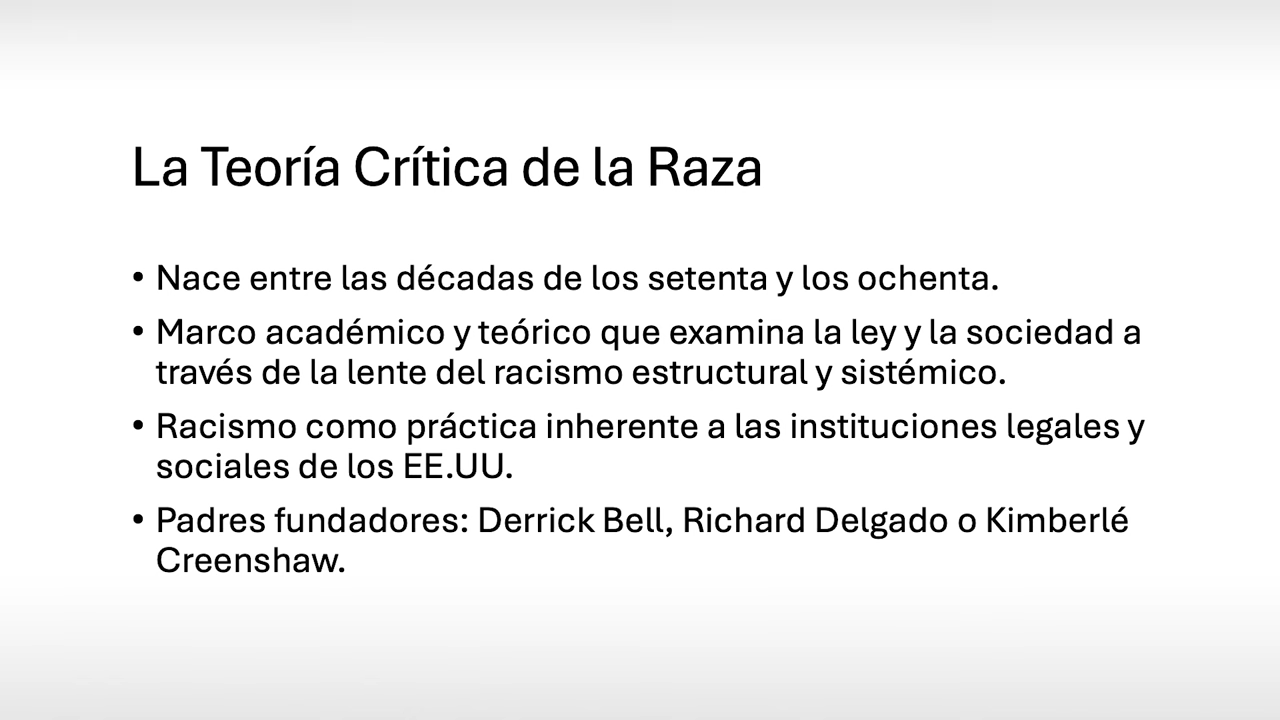 La Teoría Crítica de la Raza
• Nace entre las décadas de los setenta y los ochenta.
• Marco académico y teórico que examina la ley y la sociedad a
través de la lente del racismo estructural y sistémico.
• Racismo como práctica inherente a las instituciones legales y
sociales de los EE.UU.
• Padres fundadores: Derrick Bell, Richard Delgado o Kimberlé
Creenshaw.